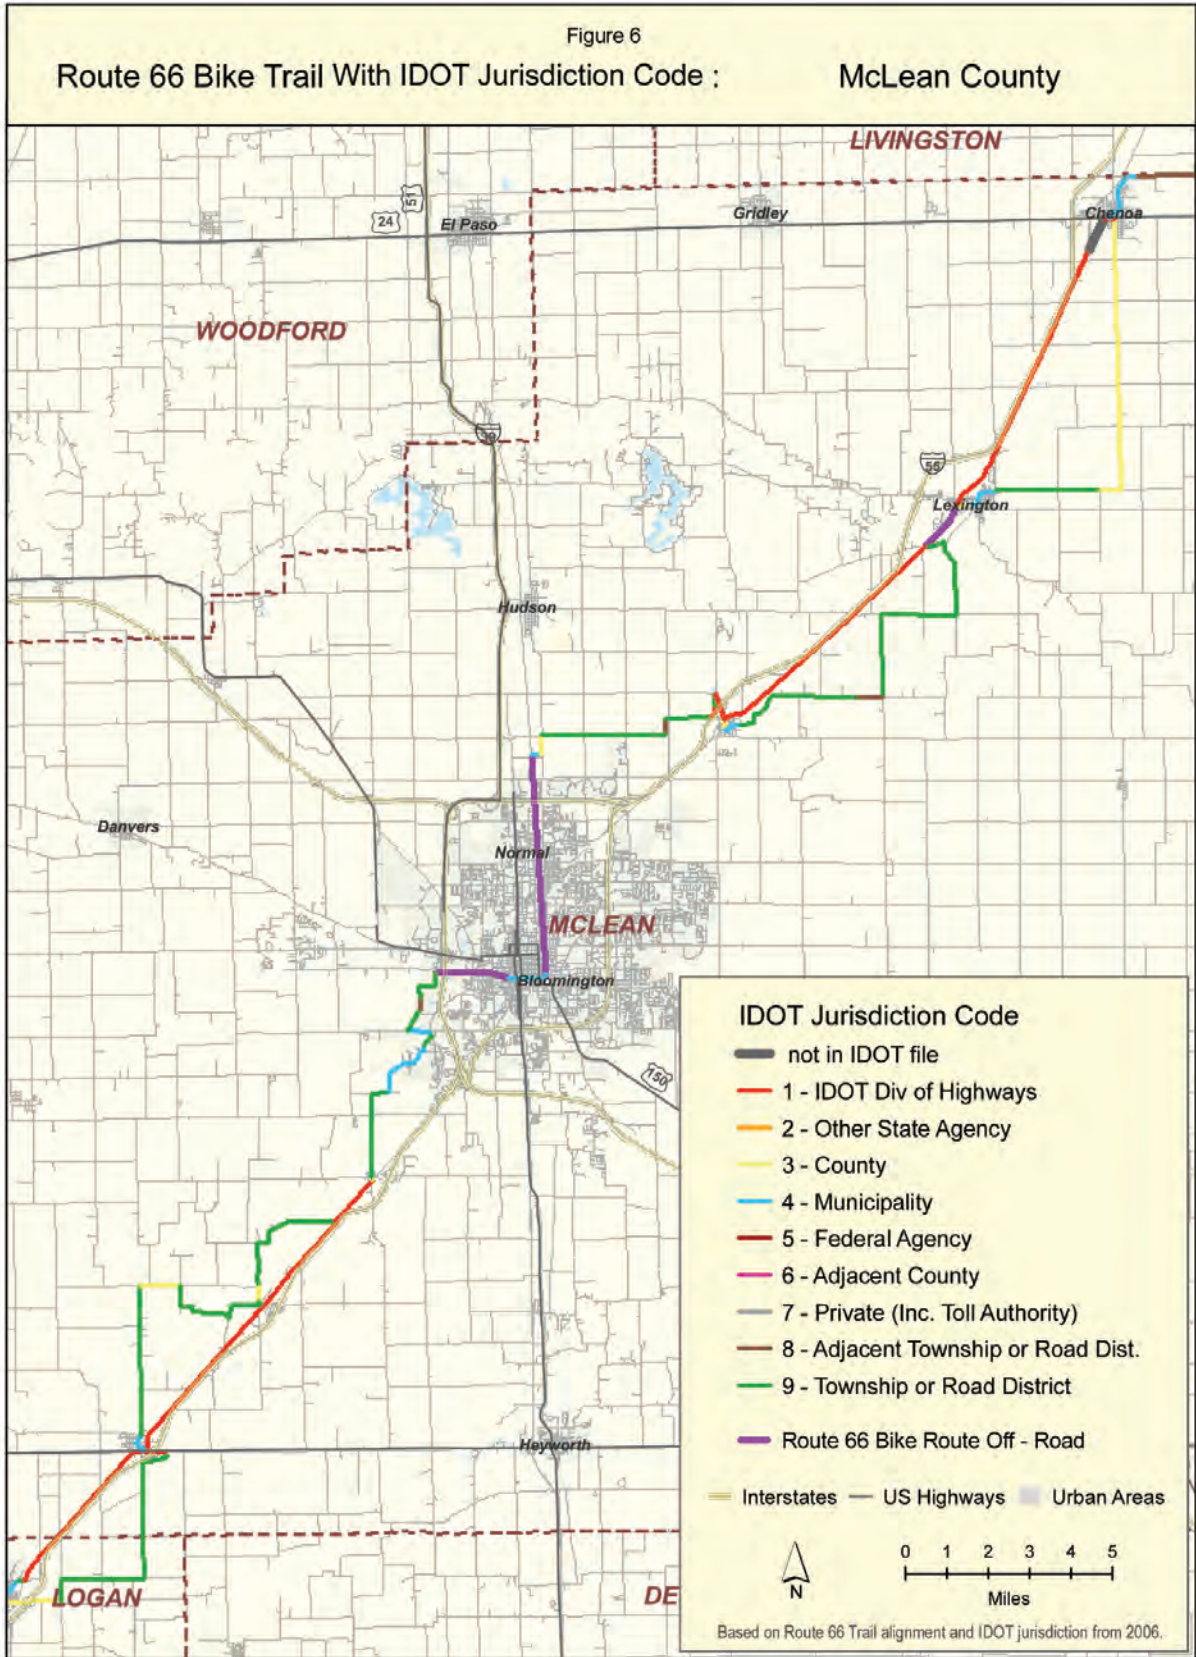 Figure 6
Route 66 Bike Trail With IDOT Jurisdiction Code : McLean County
LIVINGSTON
51
24
El Paso
Gridley
Chenoa
WOODFORD
55
Lexington
Hudson
Danvers
Normal
MCLEAN
Bloomington
150
Heyworth
LOGAN
DE
IDOT Jurisdiction Code
not in IDOT file
1 - IDOT Div of Highways
2 - Other State Agency
3 - County
4 - Municipality
5 - Federal Agency
6 - Adjacent County
7 - Private (Inc. Toll Authority)
8 - Adjacent Township or Road Dist.
9 - Township or Road District
Route 66 Bike Route Off - Road
Interstates US Highways Urban Areas
N
0 1 2 3 4 5
Miles
Based on Route 66 Trail alignment and IDOT jurisdiction from 2006.